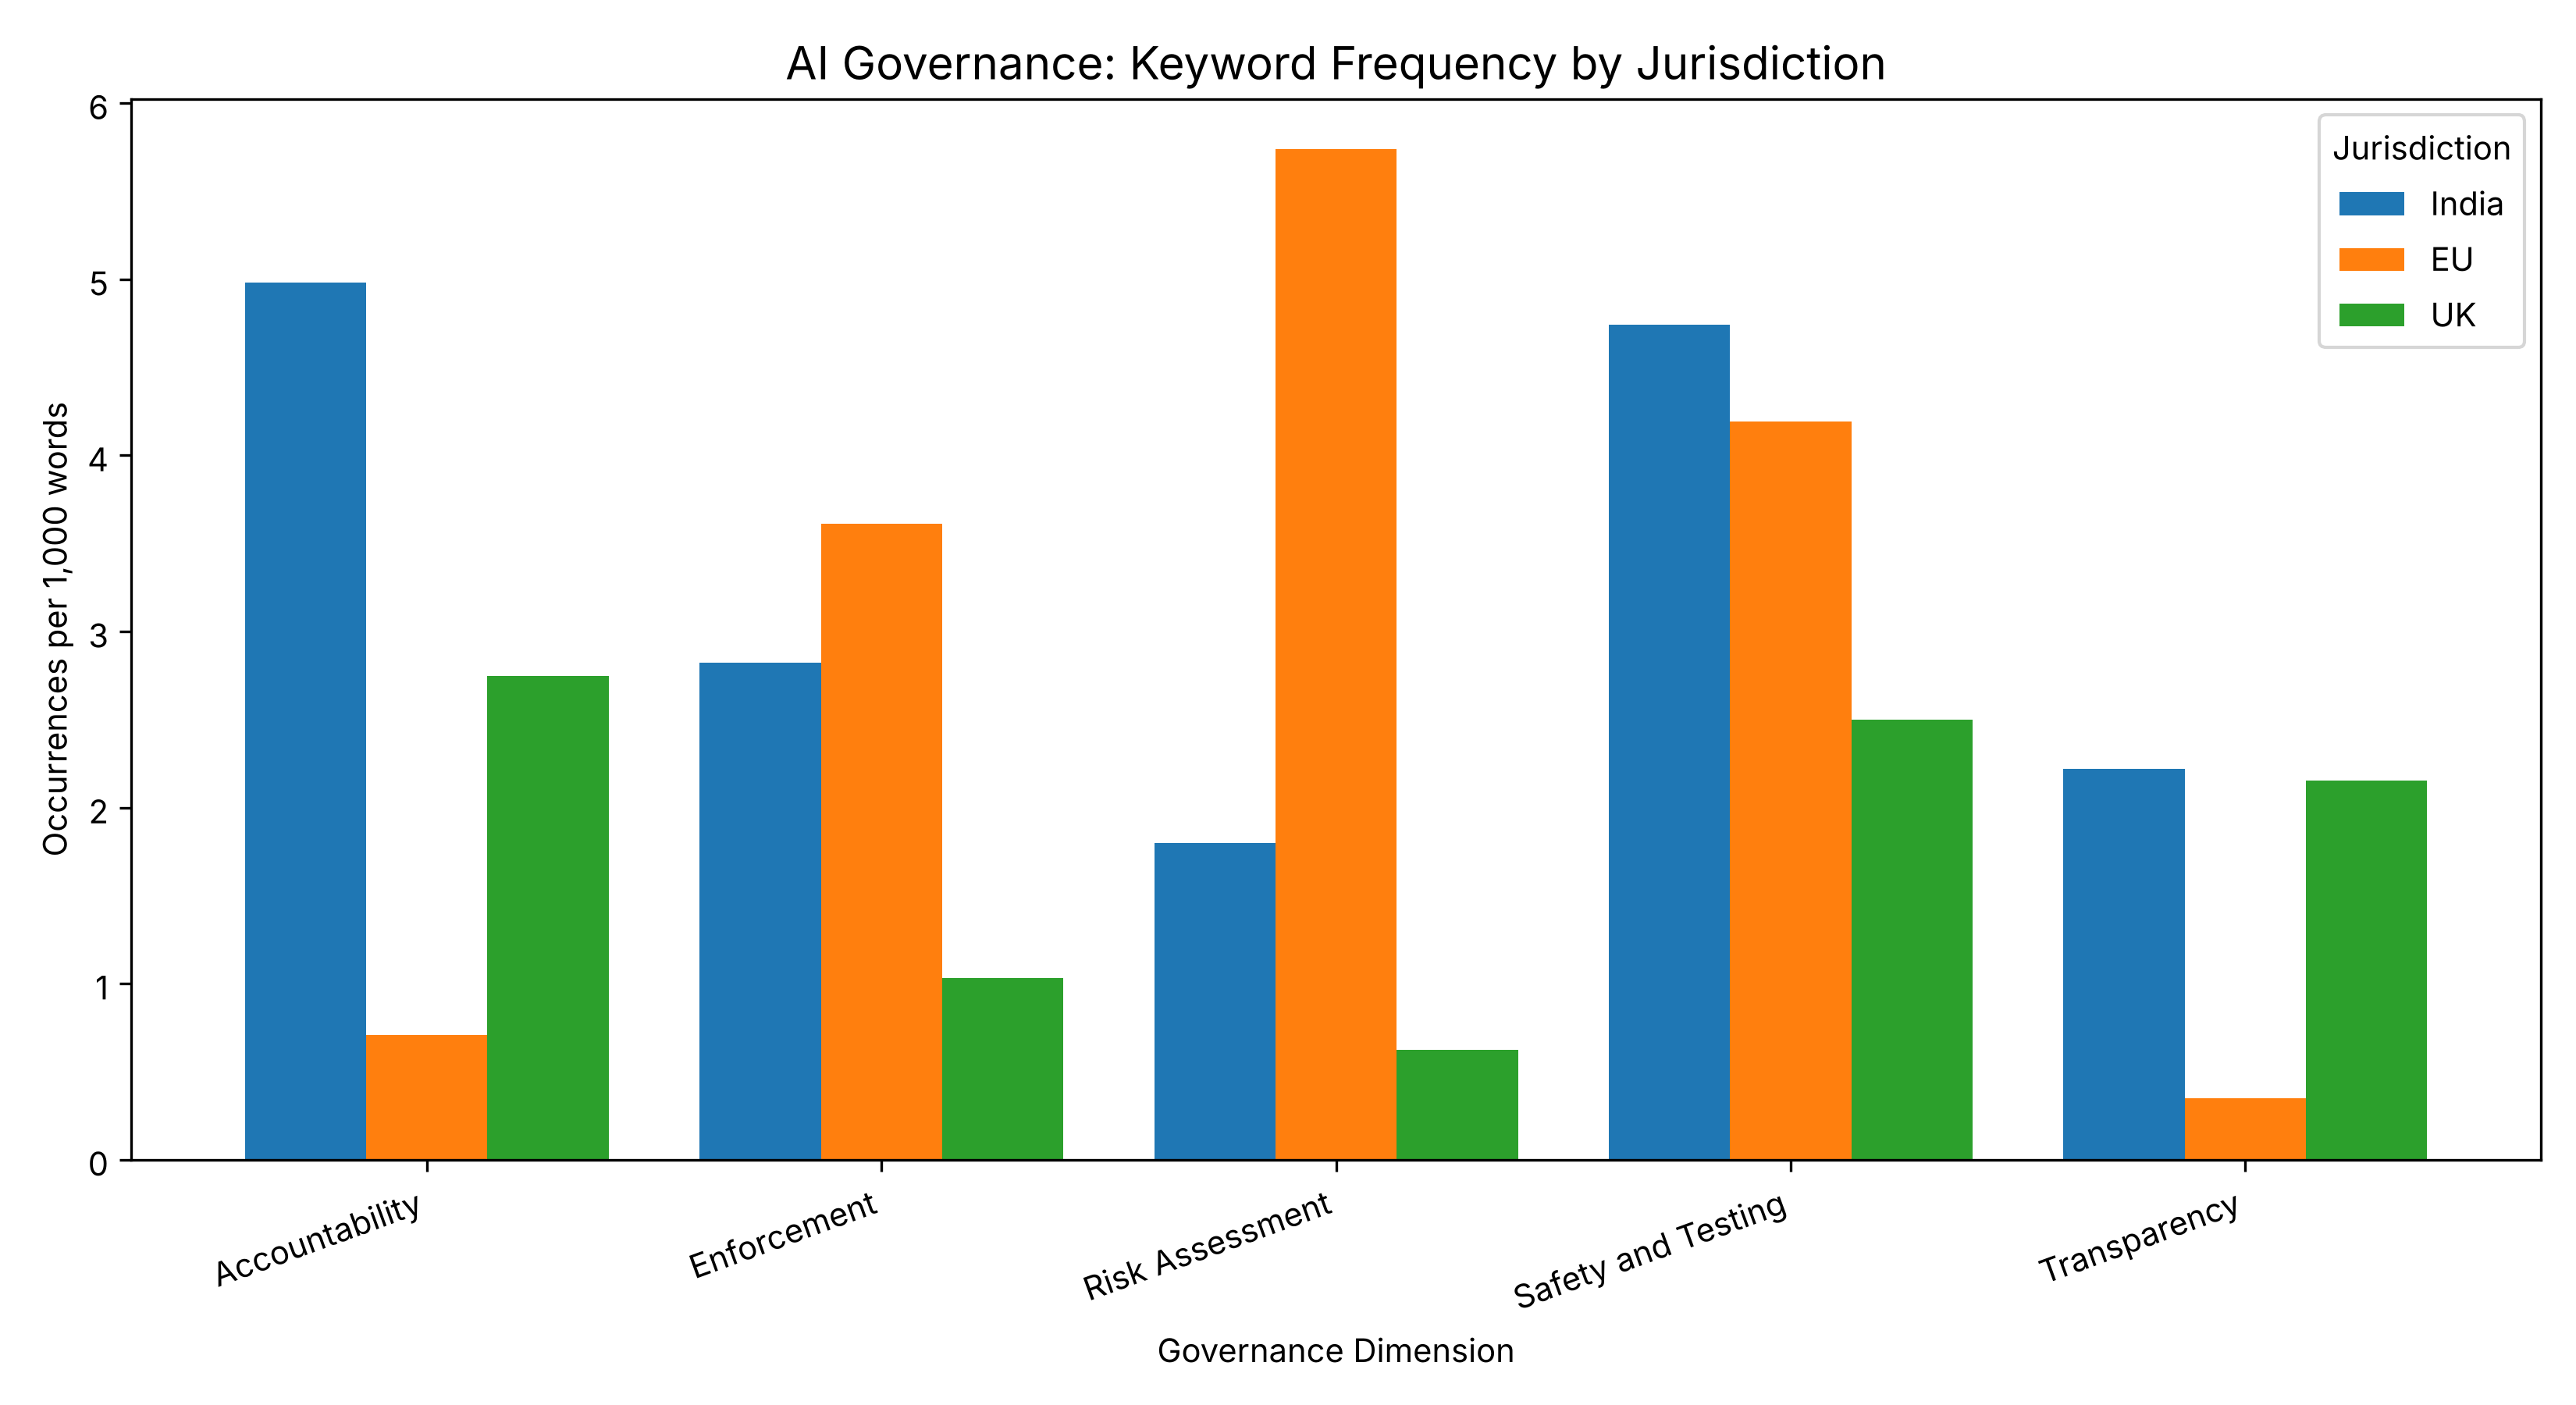 AI Governance: Keyword Frequency by Jurisdiction
Occurrences per 1,000 words
6
5
4
3
2
1
0
Jurisdiction
India
EU
UK
Accountability
Enforcement
Risk Assessment
Safety and Testing
Transparency
Governance Dimension